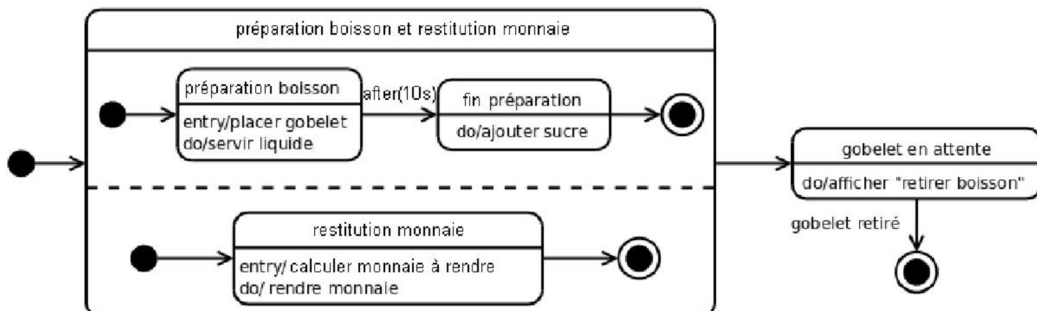 préparation boisson et restitution monnaie
préparation boisson
entry/placer gobelet
do/servir liquide
after(10s)
fin préparation
do/ajouter sucre
restitution monnaie
entry/ calculer monnaie à rendre
do/ rendre monnaie
gobelet en attente
do/afficher "retirer boisson"
gobelet retiré